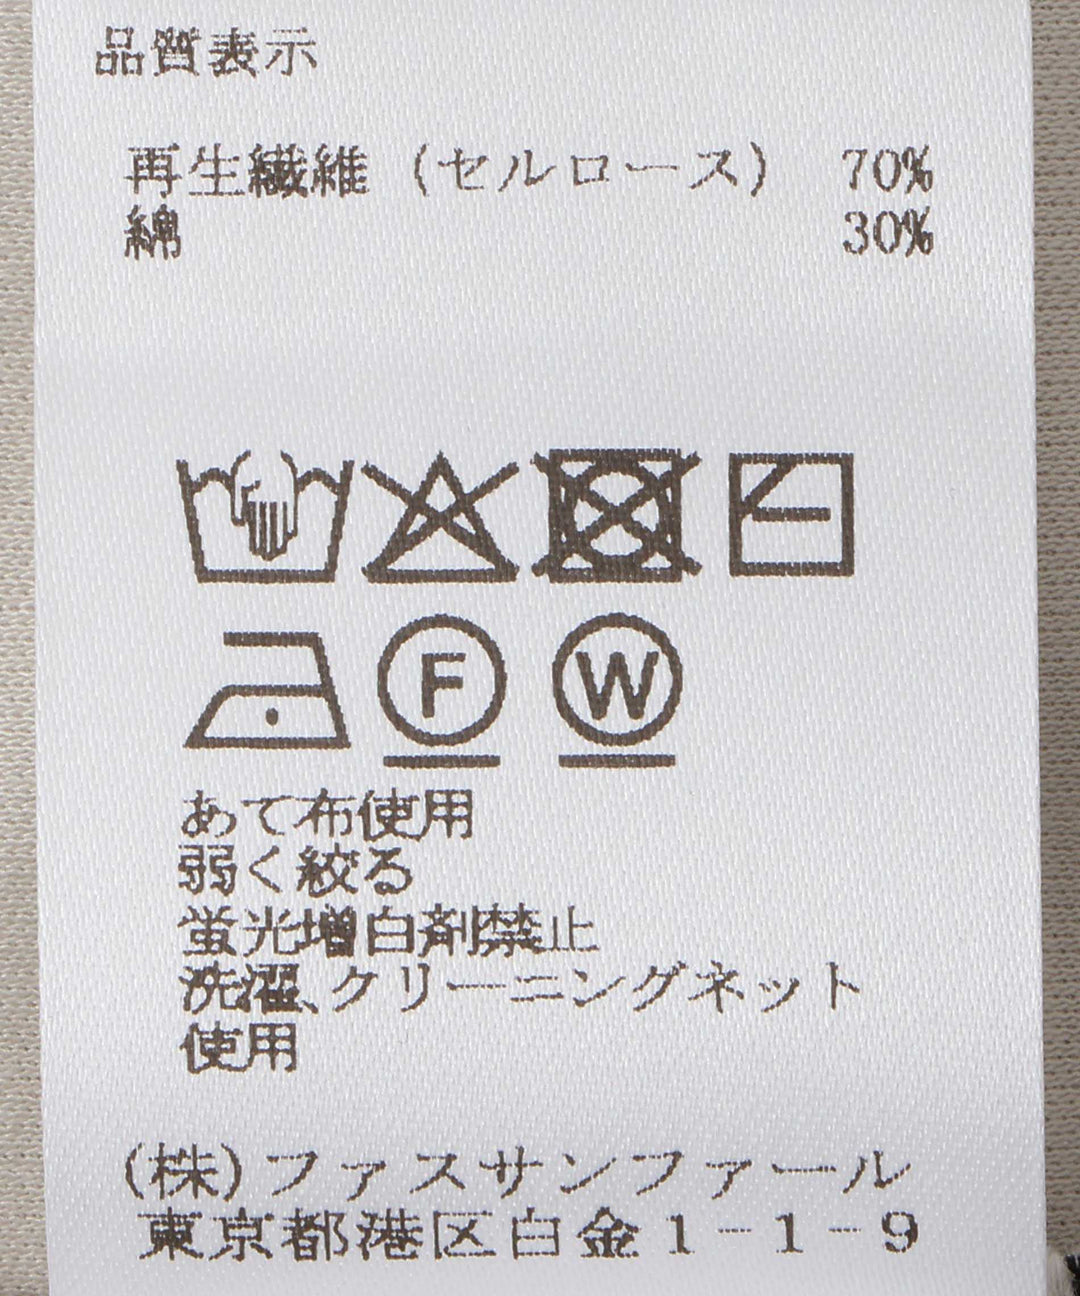 品質表示
再生繊維（セルロース） 70%
綿 30%
F W
あて布使用
弱く絞る
蛍光増白剤禁止
洗濯、クリーニングネット
使用
(株)ファスサンファール
東京都港区白金1-1-9